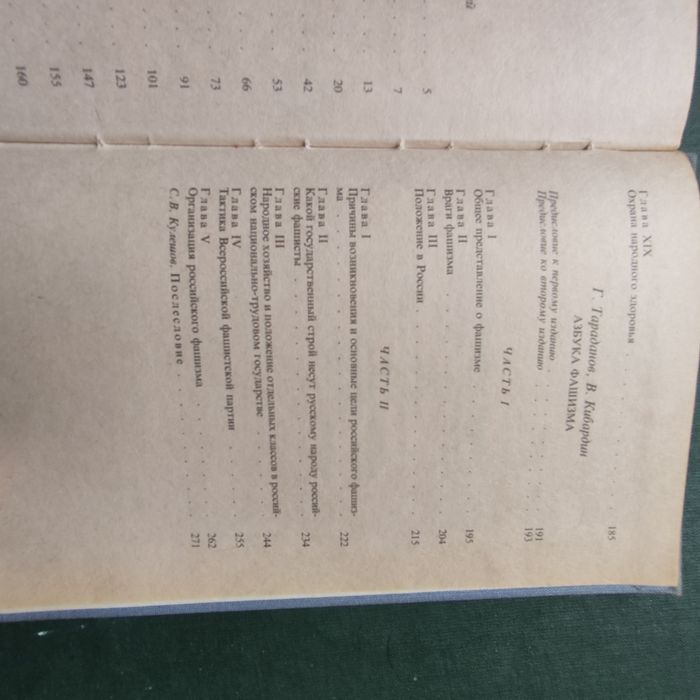 й
5
7
13
20
42
53
66
73
91
101
123
147
155
160
Глава XIX
Охрана народного здоровья . . . . . . . . . . 185
Г. Тараданов, В. Кибардин
АЗБУКА ФАШИЗМА
Предисловие к первому изданию . . . . . . . . . . 191
Предисловие ко второму изданию . . . . . . . . . . 193
ЧАСТЬ I
Глава I
Общее представление о фашизме . . . . . . . . . . 195
Глава II
Враги фашизма . . . . . . . . . . 204
Глава III
Положение в России . . . . . . . . . . 215
ЧАСТЬ II
Глава I
Причины возникновения и основные цели российского фашиз-
ма . . . . . . . . . . 222
Глава II
Какой государственный строй несут русскому народу россий-
ские фашисты . . . . . . . . . . 234
Глава III
Народное хозяйство и положение отдельных классов в россий-
ском национально-трудовом государстве . . . . . . 244
Глава IV
Тактика Всероссийской фашистской партии . . . . . . 255
Глава V
Организация российского фашизма . . . . . . . . 262
С. В. Кулешов. Послесловие . . . . . . . . . . 271